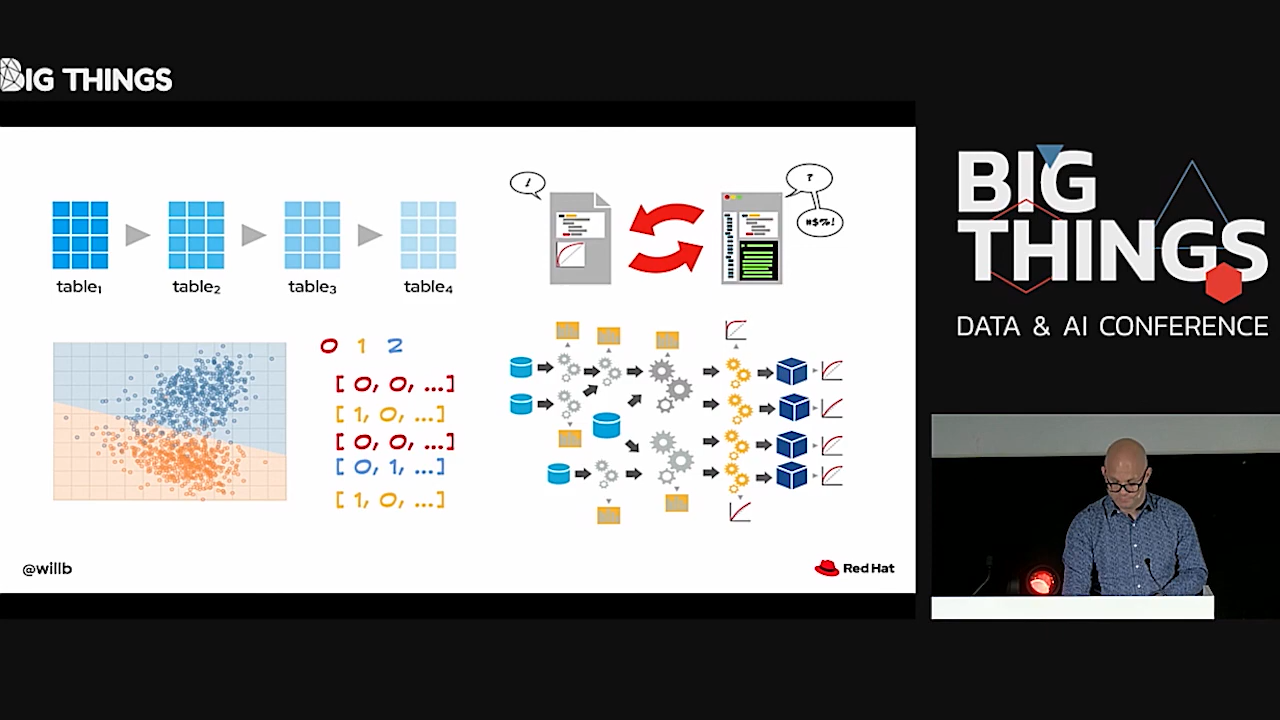 BIG THINGS
!
?
#$%!
table₁
table₂
table₃
table₄
0 1 2
[ 0, 0, ...]
[ 1, 0, ...]
[ 0, 0, ...]
[ 0, 1, ...]
[ 1, 0, ...]
@willb
Red Hat
BIG
THINGS
DATA & AI CONFERENCE